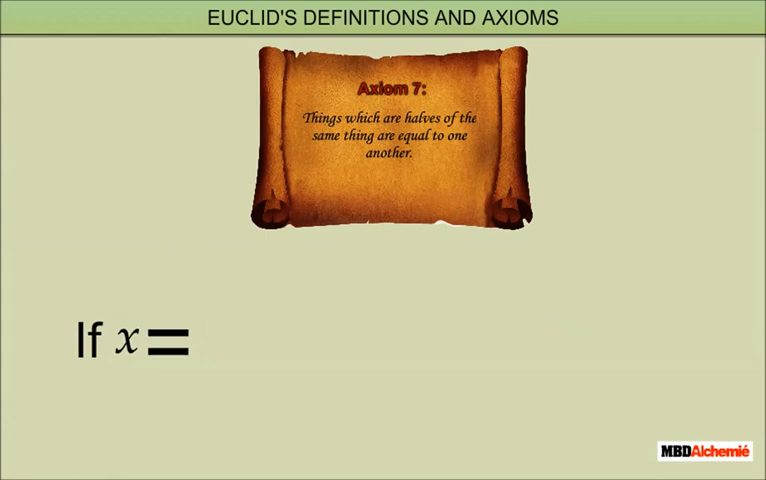 EUCLID'S DEFINITIONS AND AXIOMS
Axiom 7:
Things which are halves of the
same thing are equal to one
another.
If x =
MBDAlchemié